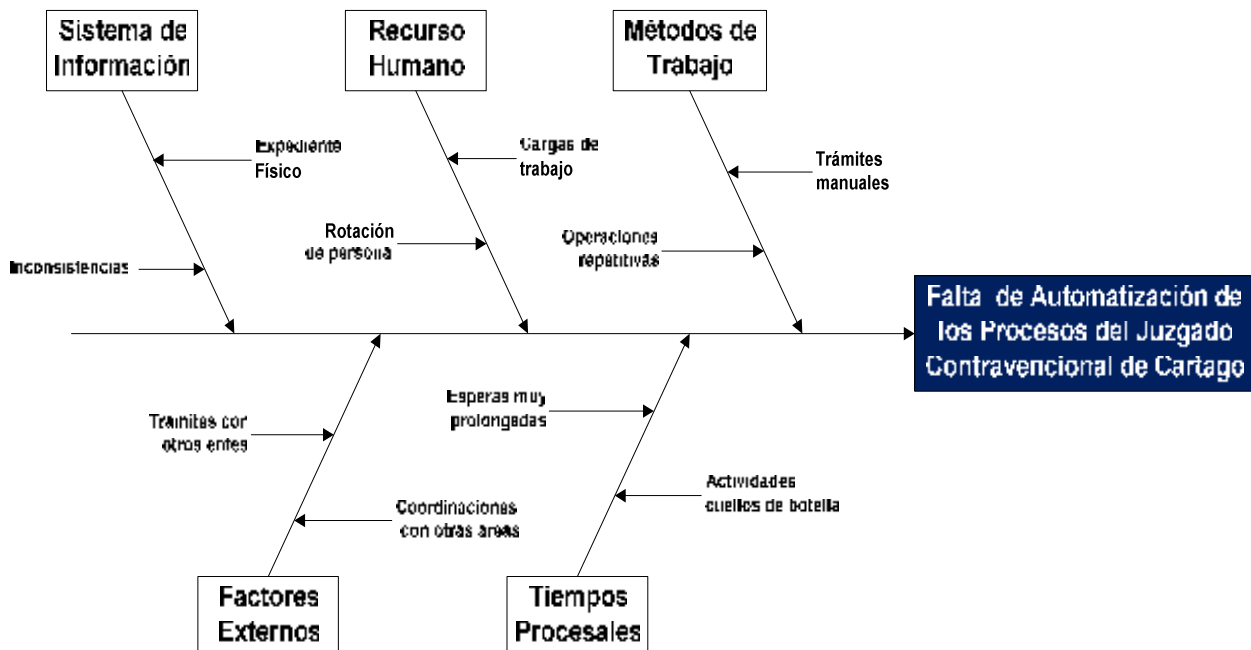 Sistema de
Información
Recurso
Humano
Métodos de
Trabajo
Expediente
Físico
Cargas de
trabajo
Trámites
manuales
Rotación
de persona
Operaciones
repetitivas
Inconsistencias
Falta de Automatización de
los Procesos del Juzgado
Contravencional de Cartago
Esperas muy
prolongadas
Tramites con
otros entes
Actividades
cuellos de botella
Coordinaciones
con otras áreas
Factores
Externos
Tiempos
Procesales